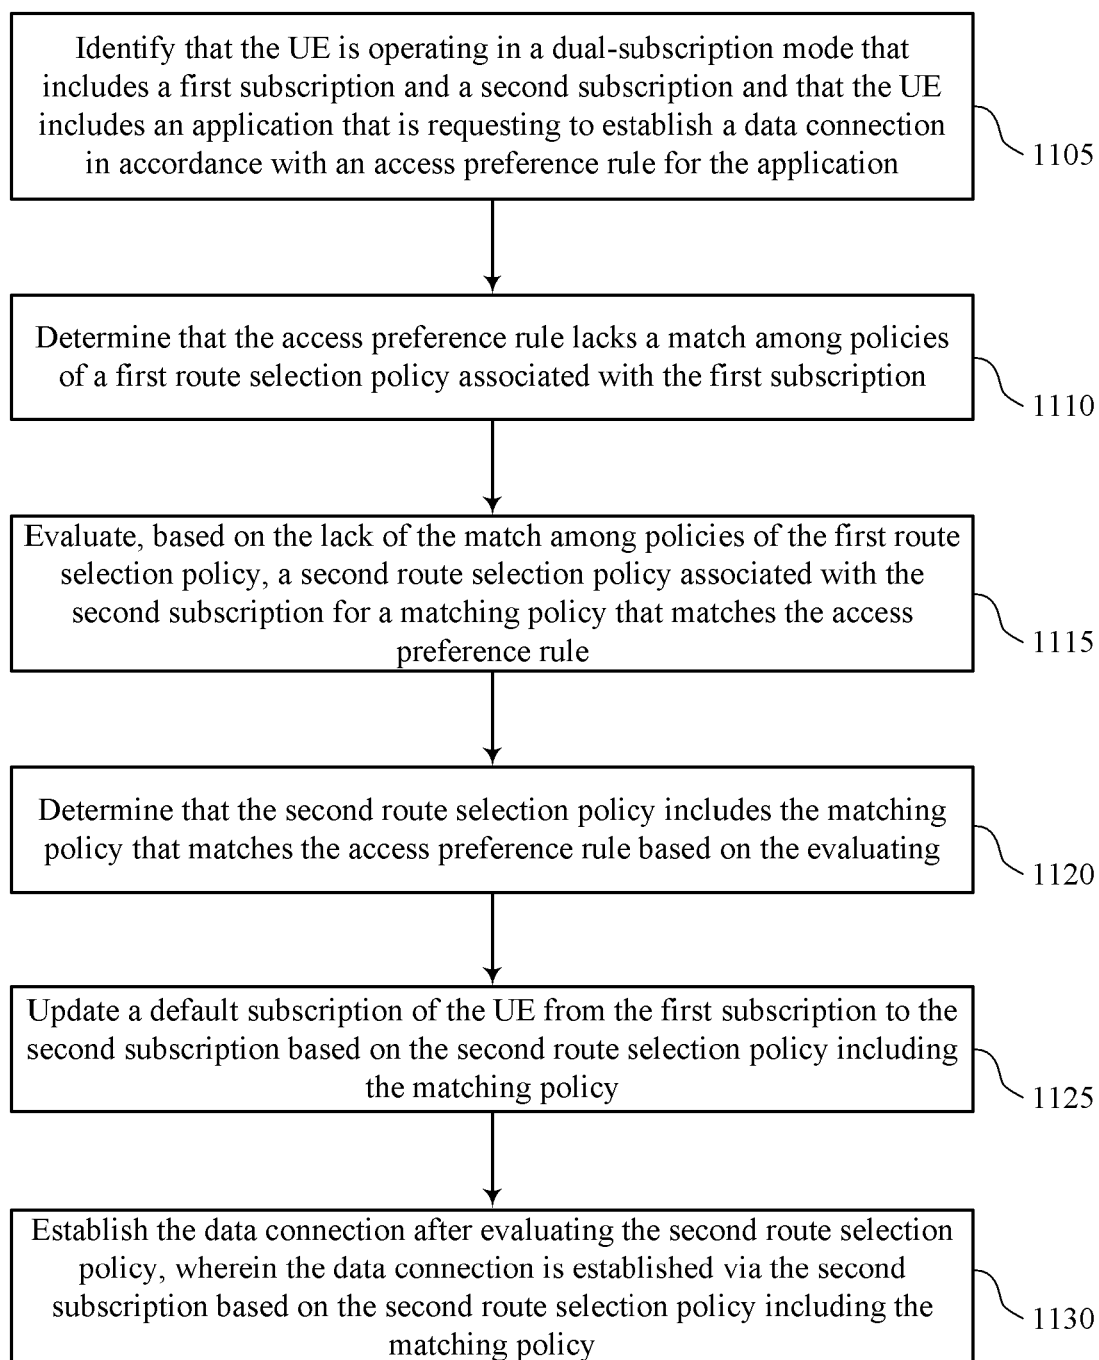 Identify that the UE is operating in a dual-subscription mode that
includes a first subscription and a second subscription and that the UE
includes an application that is requesting to establish a data connection
in accordance with an access preference rule for the application
1105
Determine that the access preference rule lacks a match among policies
of a first route selection policy associated with the first subscription
1110
Evaluate, based on the lack of the match among policies of the first route
selection policy, a second route selection policy associated with the
second subscription for a matching policy that matches the access
preference rule
1115
Determine that the second route selection policy includes the matching
policy that matches the access preference rule based on the evaluating
1120
Update a default subscription of the UE from the first subscription to the
second subscription based on the second route selection policy including
the matching policy
1125
Establish the data connection after evaluating the second route selection
policy, wherein the data connection is established via the second
subscription based on the second route selection policy including the
matching policy
1130